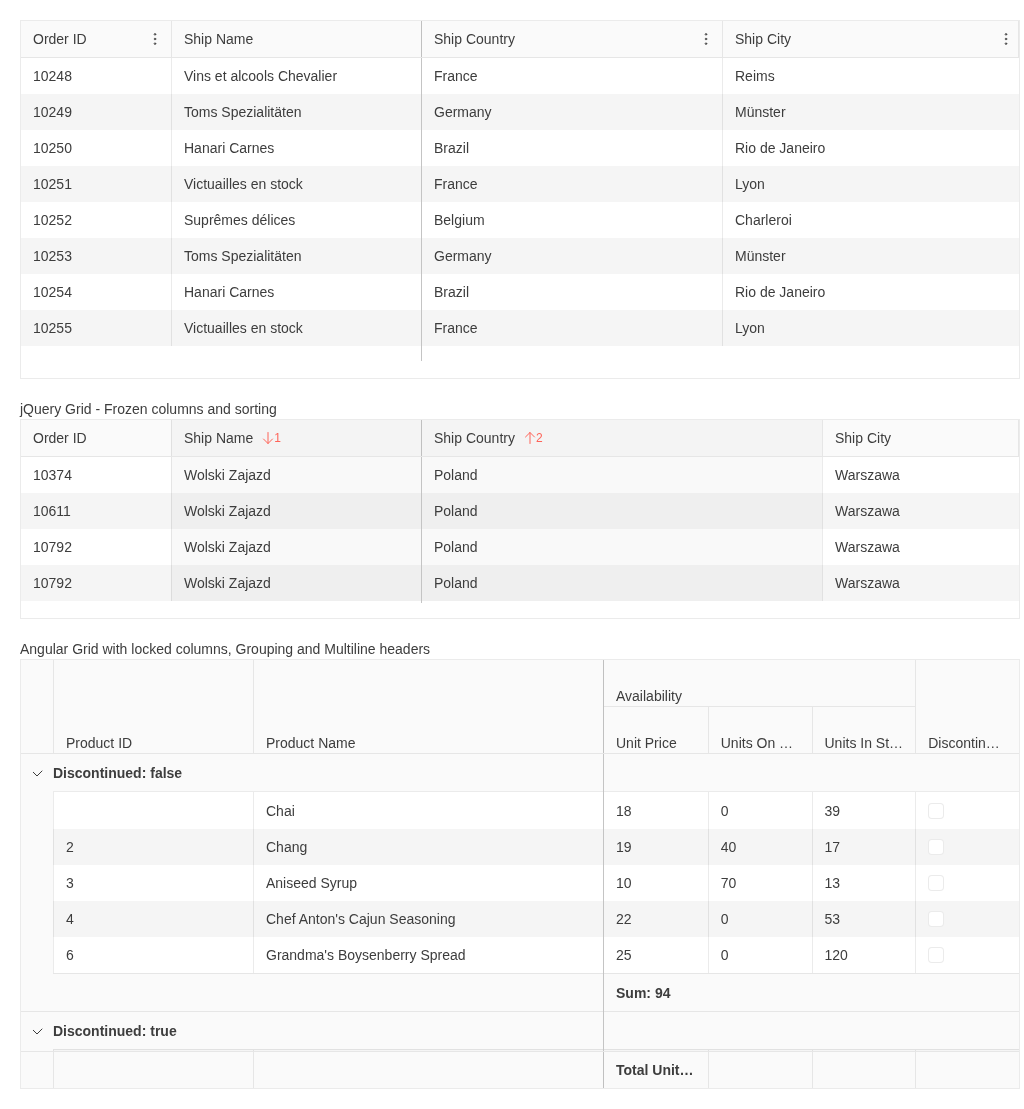 Order ID Ship Name Ship Country Ship City
10248 Vins et alcools Chevalier France Reims
10249 Toms Spezialitäten Germany Münster
10250 Hanari Carnes Brazil Rio de Janeiro
10251 Victuailles en stock France Lyon
10252 Suprêmes délices Belgium Charleroi
10253 Toms Spezialitäten Germany Münster
10254 Hanari Carnes Brazil Rio de Janeiro
10255 Victuailles en stock France Lyon
jQuery Grid - Frozen columns and sorting
Order ID Ship Name 1 Ship Country 2 Ship City
10374 Wolski Zajazd Poland Warszawa
10611 Wolski Zajazd Poland Warszawa
10792 Wolski Zajazd Poland Warszawa
10792 Wolski Zajazd Poland Warszawa
Angular Grid with locked columns, Grouping and Multiline headers
Availability
Product ID Product Name Unit Price Units On … Units In St… Discontin…
Discontinued: false
Chai 18 0 39
2 Chang 19 40 17
3 Aniseed Syrup 10 70 13
4 Chef Anton's Cajun Seasoning 22 0 53
6 Grandma's Boysenberry Spread 25 0 120
Sum: 94
Discontinued: true
Total Unit…